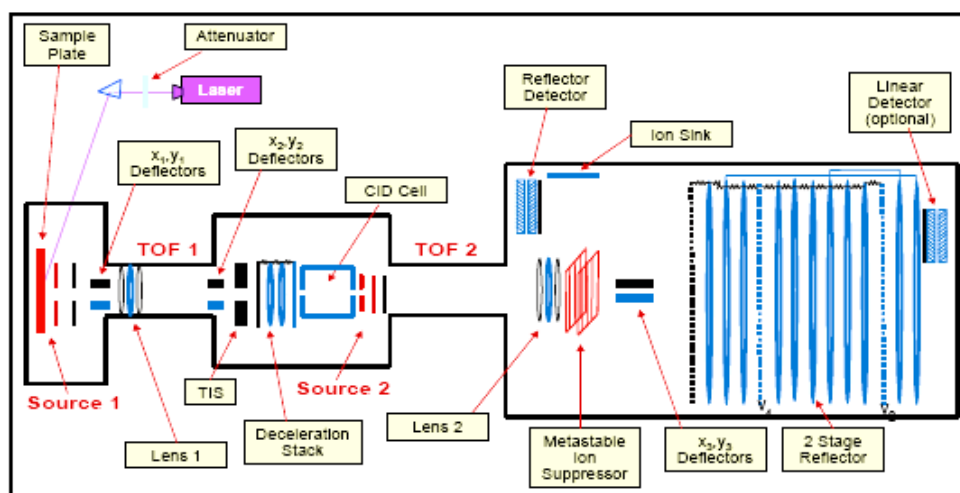 Sample
Plate
Attenuator
Laser
Reflector
Detector
Linear
Detector
(optional)
Ion Sink
x1,y1
Deflectors
x2,y2
Deflectors
CID Cell
TOF 1
TOF 2
Source 1
TIS
Source 2
Lens 1
Deceleration
Stack
Lens 2
Metastable
Ion
Suppressor
x3,y3
Deflectors
2 Stage
Reflector